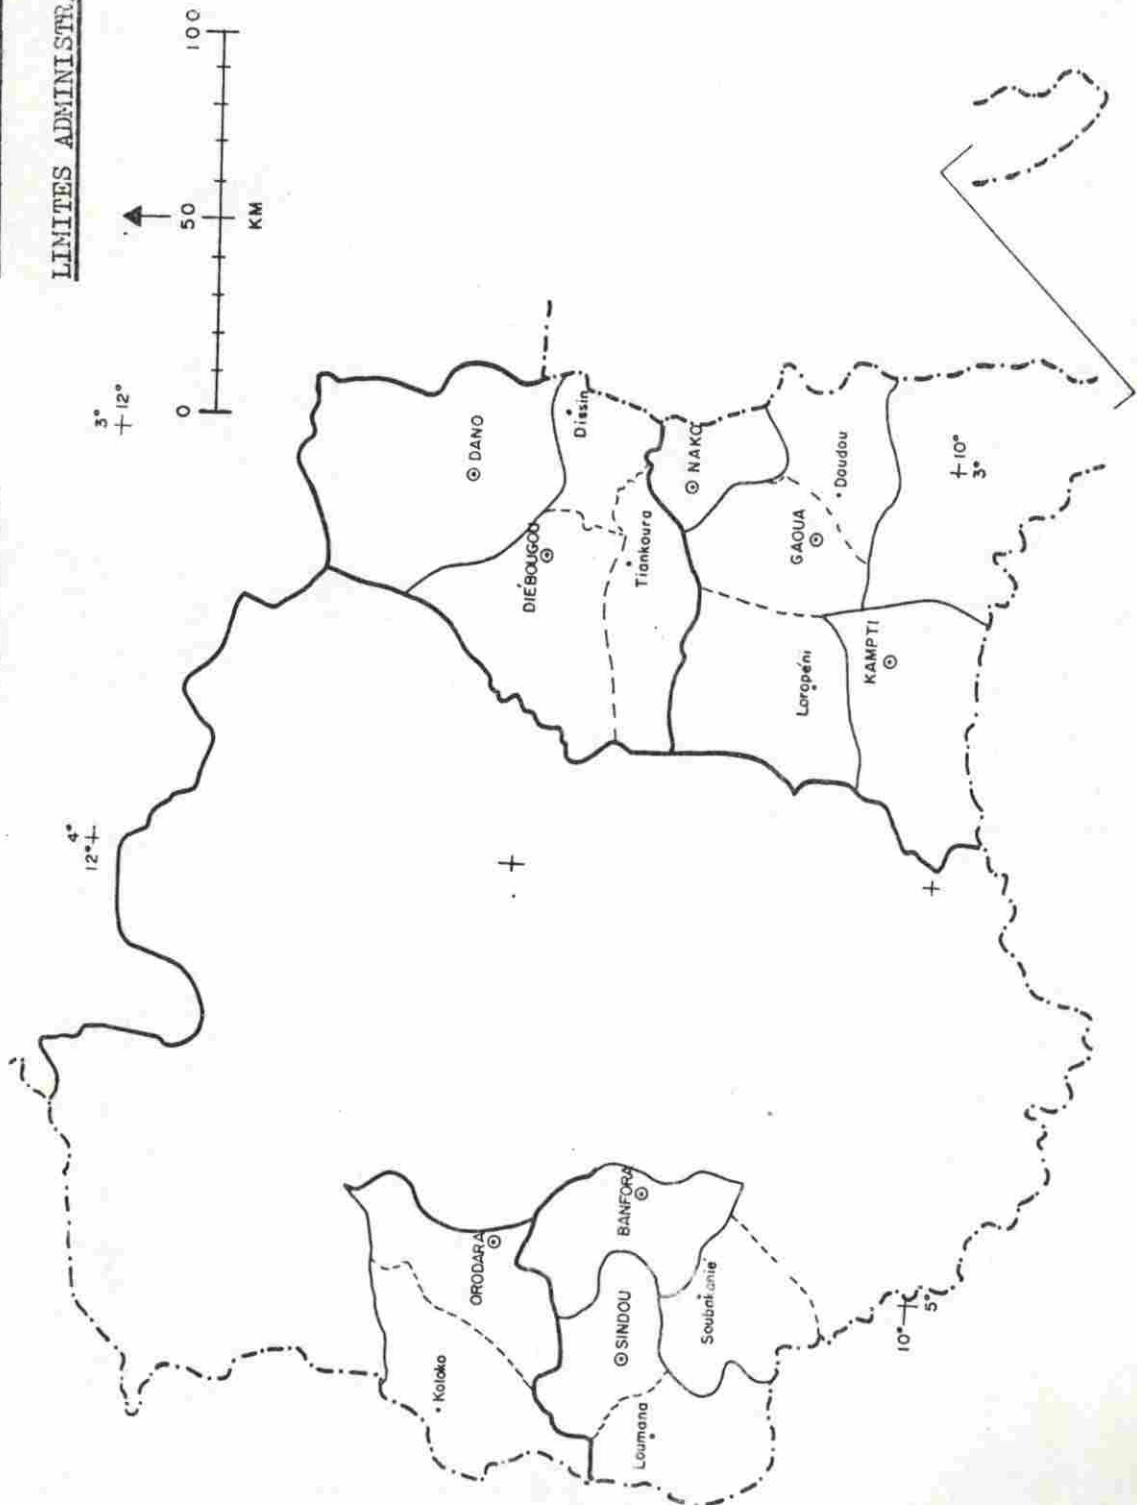 LIMITES ADMINISTR
0
50
100
KM
3°
12°
4°
12°
DANO
Dissin
DIÉBOUGOU
Tiankoura
NAKO
GAOUA
Doudou
Loropéni
KAMPTI
10°
3°
ORODARA
Koloko
BANFORA
SINDOU
Soubakanié
Loumana
10°
5°